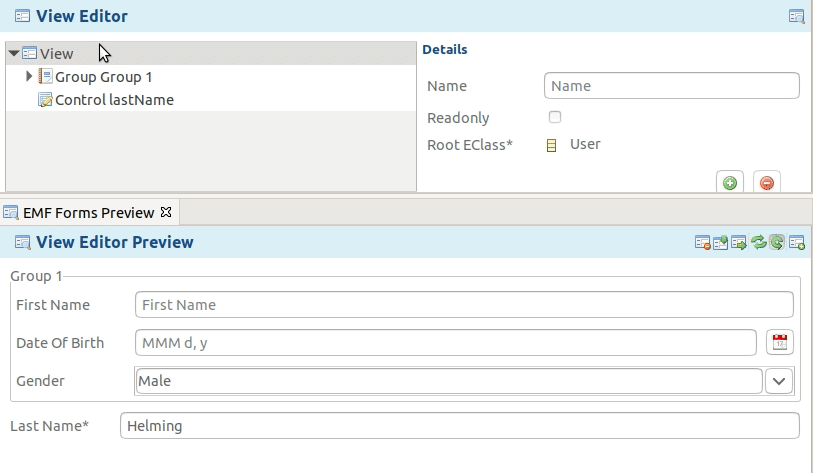 View Editor
View
Group Group 1
Control lastName
Details
Name Name
Readonly
Root EClass* User
EMF Forms Preview
View Editor Preview
Group 1
First Name First Name
Date Of Birth MMM d, y
Gender Male
Last Name* Helming